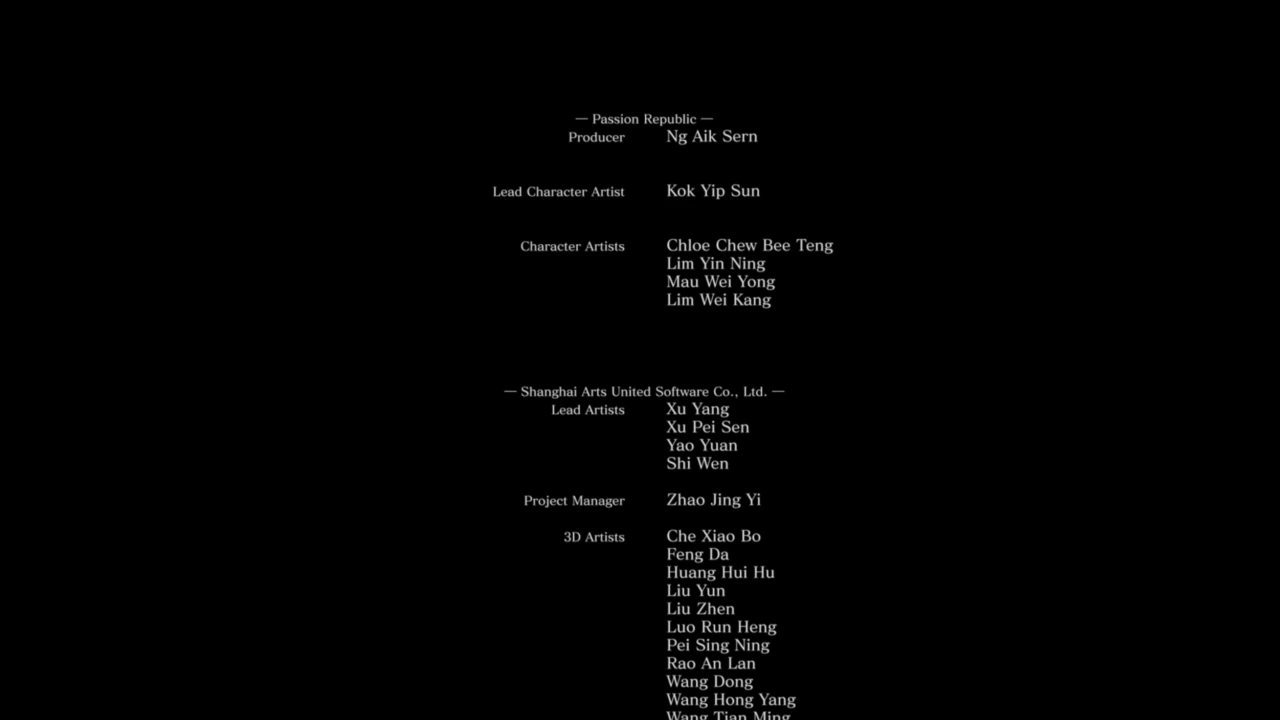 — Passion Republic —
Producer Ng Aik Sern
Lead Character Artist Kok Yip Sun
Character Artists Chloe Chew Bee Teng
Lim Yin Ning
Mau Wei Yong
Lim Wei Kang
— Shanghai Arts United Software Co., Ltd. —
Lead Artists Xu Yang
Xu Pei Sen
Yao Yuan
Shi Wen
Project Manager Zhao Jing Yi
3D Artists Che Xiao Bo
Feng Da
Huang Hui Hu
Liu Yun
Liu Zhen
Luo Run Heng
Pei Sing Ning
Rao An Lan
Wang Dong
Wang Hong Yang
Wang Tian Ming